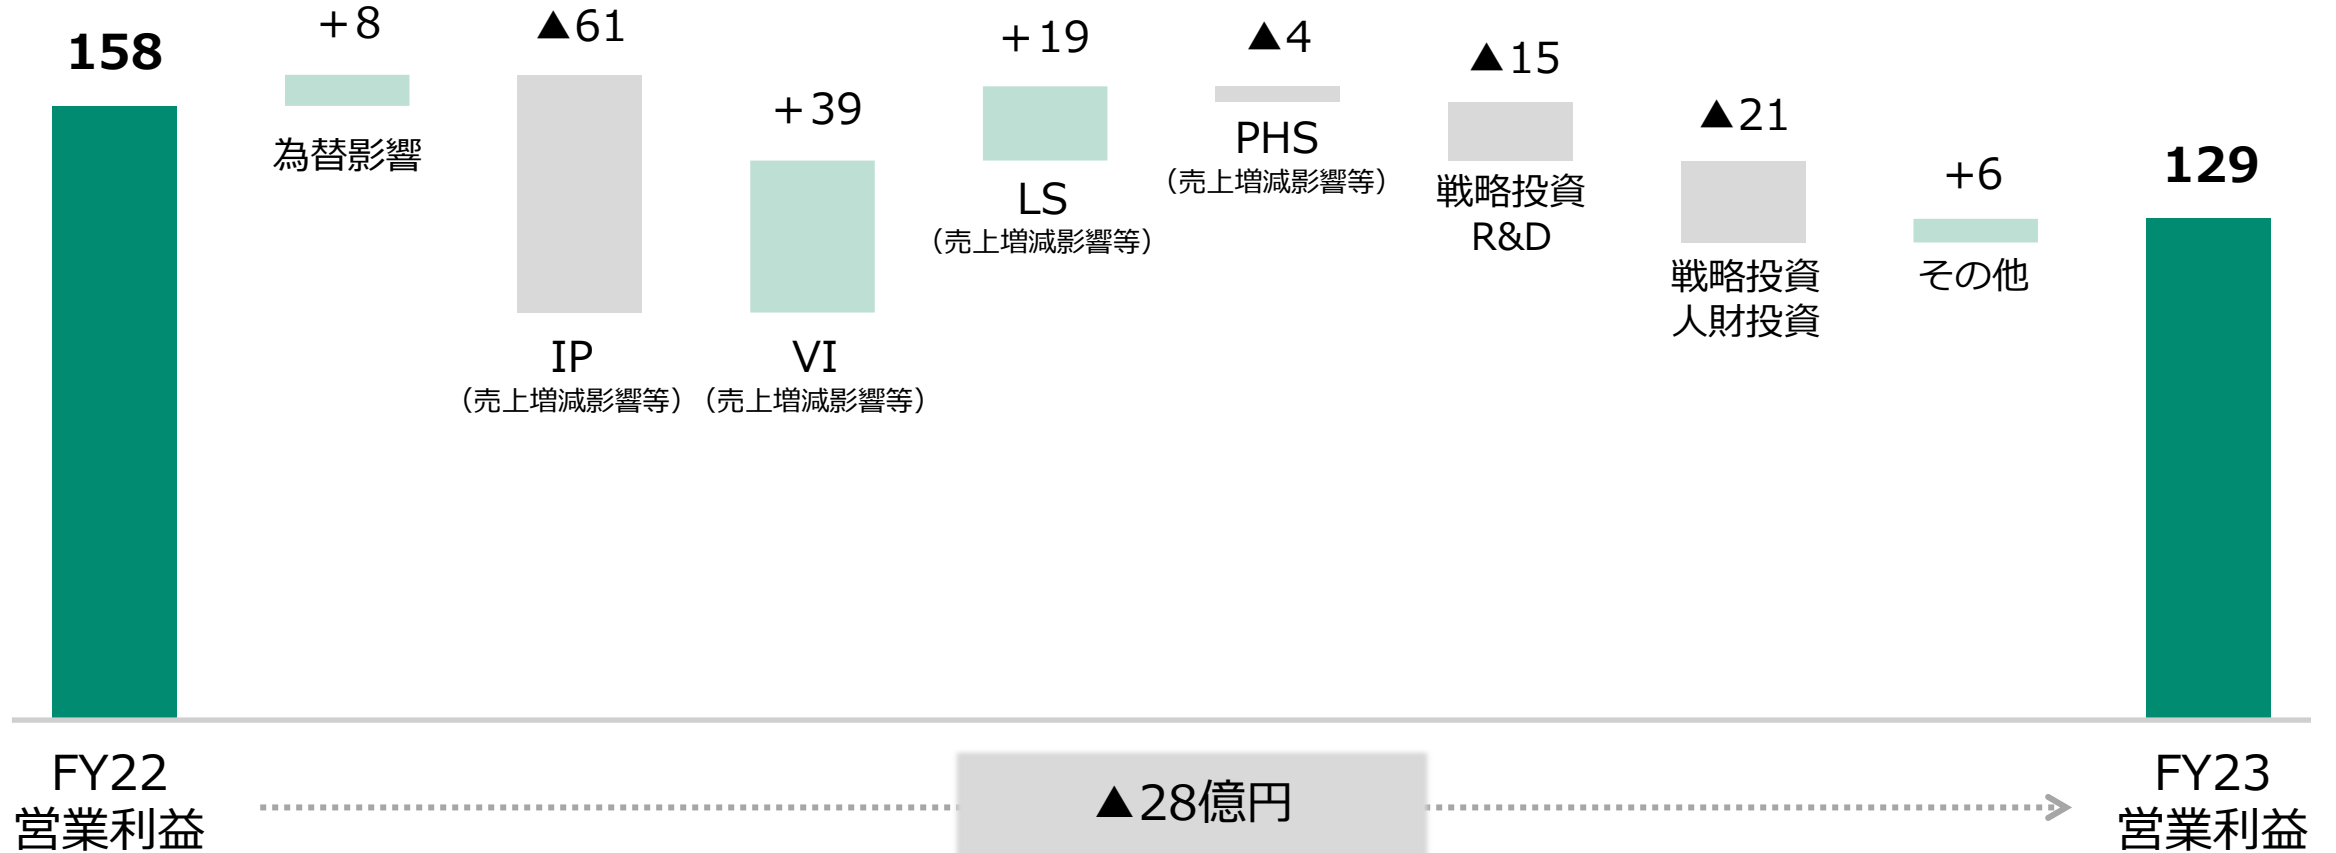 158
+8
為替影響
▲61
IP
（売上増減影響等）
+39
VI
（売上増減影響等）
+19
LS
（売上増減影響等）
▲4
PHS
（売上増減影響等）
▲15
戦略投資
R&D
▲21
戦略投資
人財投資
+6
その他
129
FY22
営業利益
▲28億円
FY23
営業利益